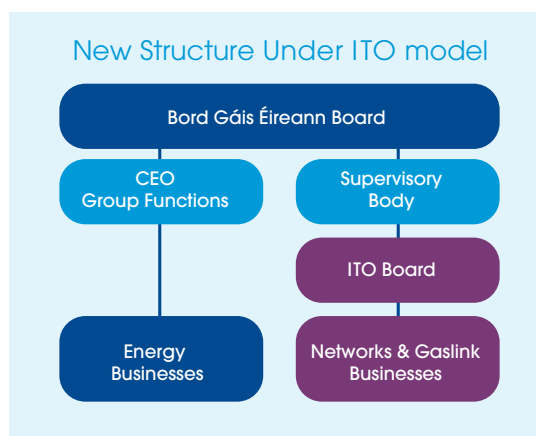 New Structure Under ITO model
Bord Gáis Éireann Board
CEO
Group Functions
Supervisory
Body
ITO Board
Energy
Businesses
Networks & Gaslink
Businesses